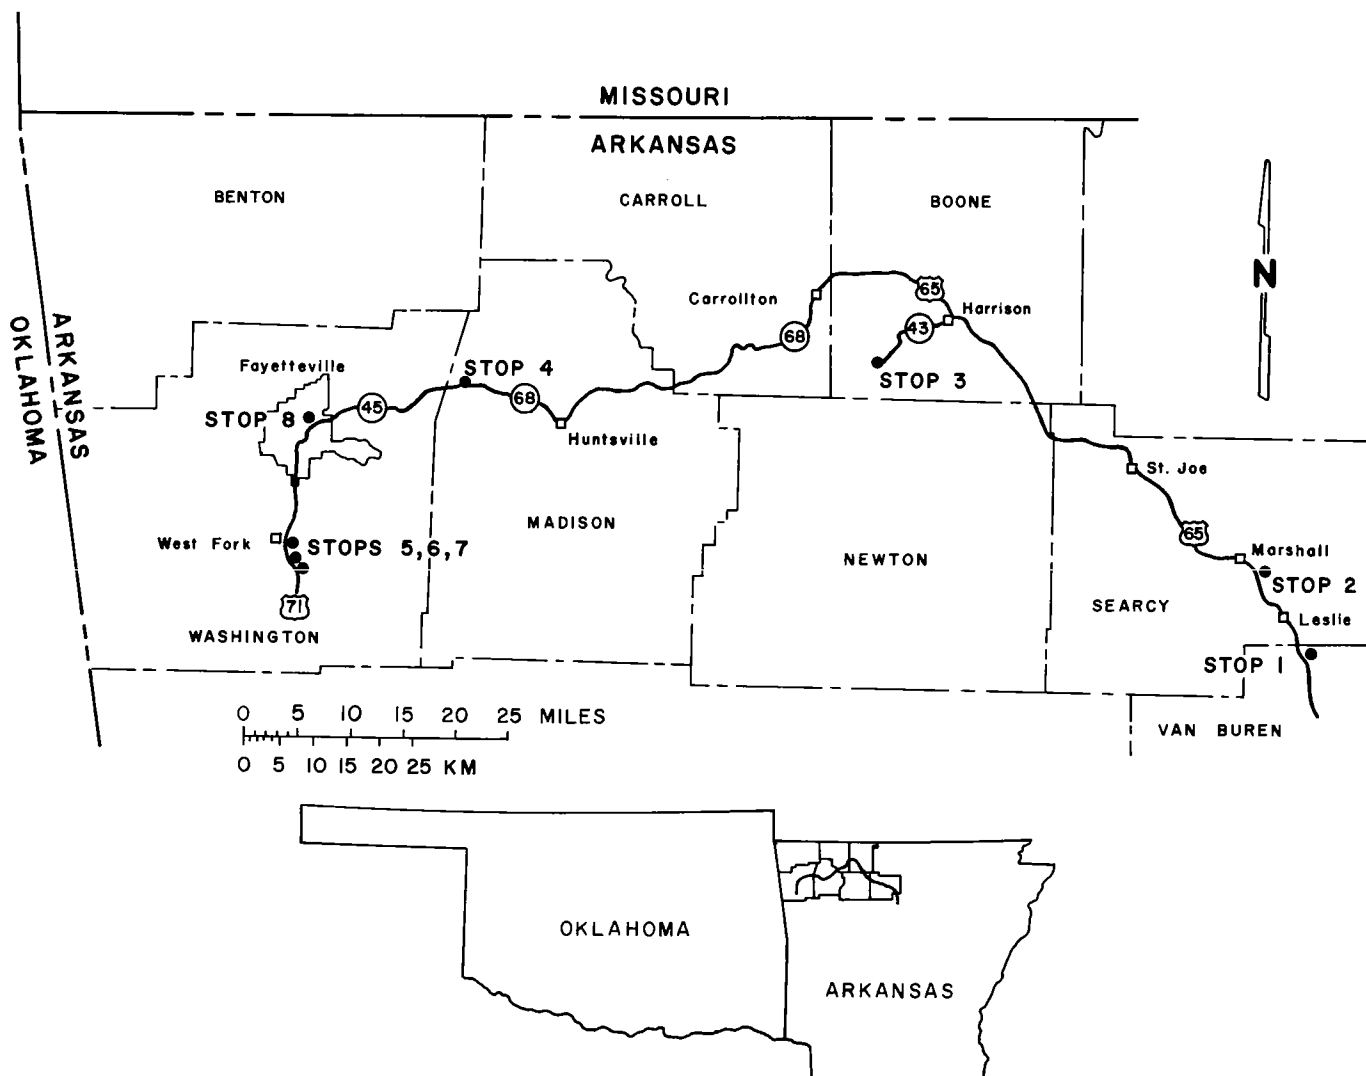 MISSOURI
ARKANSAS
BENTON
CARROLL
BOONE
N
Carrollton
65
Harrison
43
68
ARKANSAS
OKLAHOMA
Fayetteville
STOP 4
STOP 3
68
45
STOP 8
Huntsville
St. Joe
MADISON
65
West Fork
STOPS 5,6,7
NEWTON
Marshall
STOP 2
71
SEARCY
Leslie
WASHINGTON
STOP 1
0 5 10 15 20 25 MILES
VAN BUREN
0 5 10 15 20 25 KM
OKLAHOMA
ARKANSAS